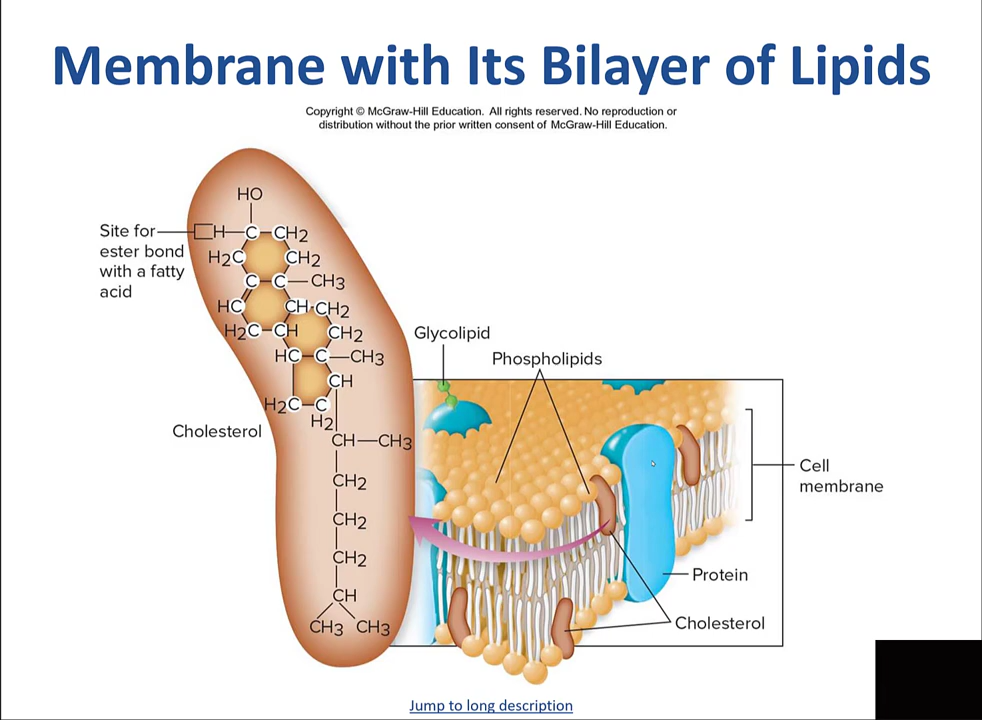 Membrane with Its Bilayer of Lipids
Copyright © McGraw-Hill Education. All rights reserved. No reproduction or
distribution without the prior written consent of McGraw-Hill Education.
HO
Site for
ester bond
with a fatty
acid
H—C—CH2
H2C
CH2
C—C—CH3
HC
CH
CH2
H2C—CH
CH2
HC—C—CH3
CH
H2C—C
H2
Cholesterol
CH—CH3
CH2
CH2
CH2
CH
CH3 CH3
Glycolipid
Phospholipids
Cell
membrane
Protein
Cholesterol
Jump to long description